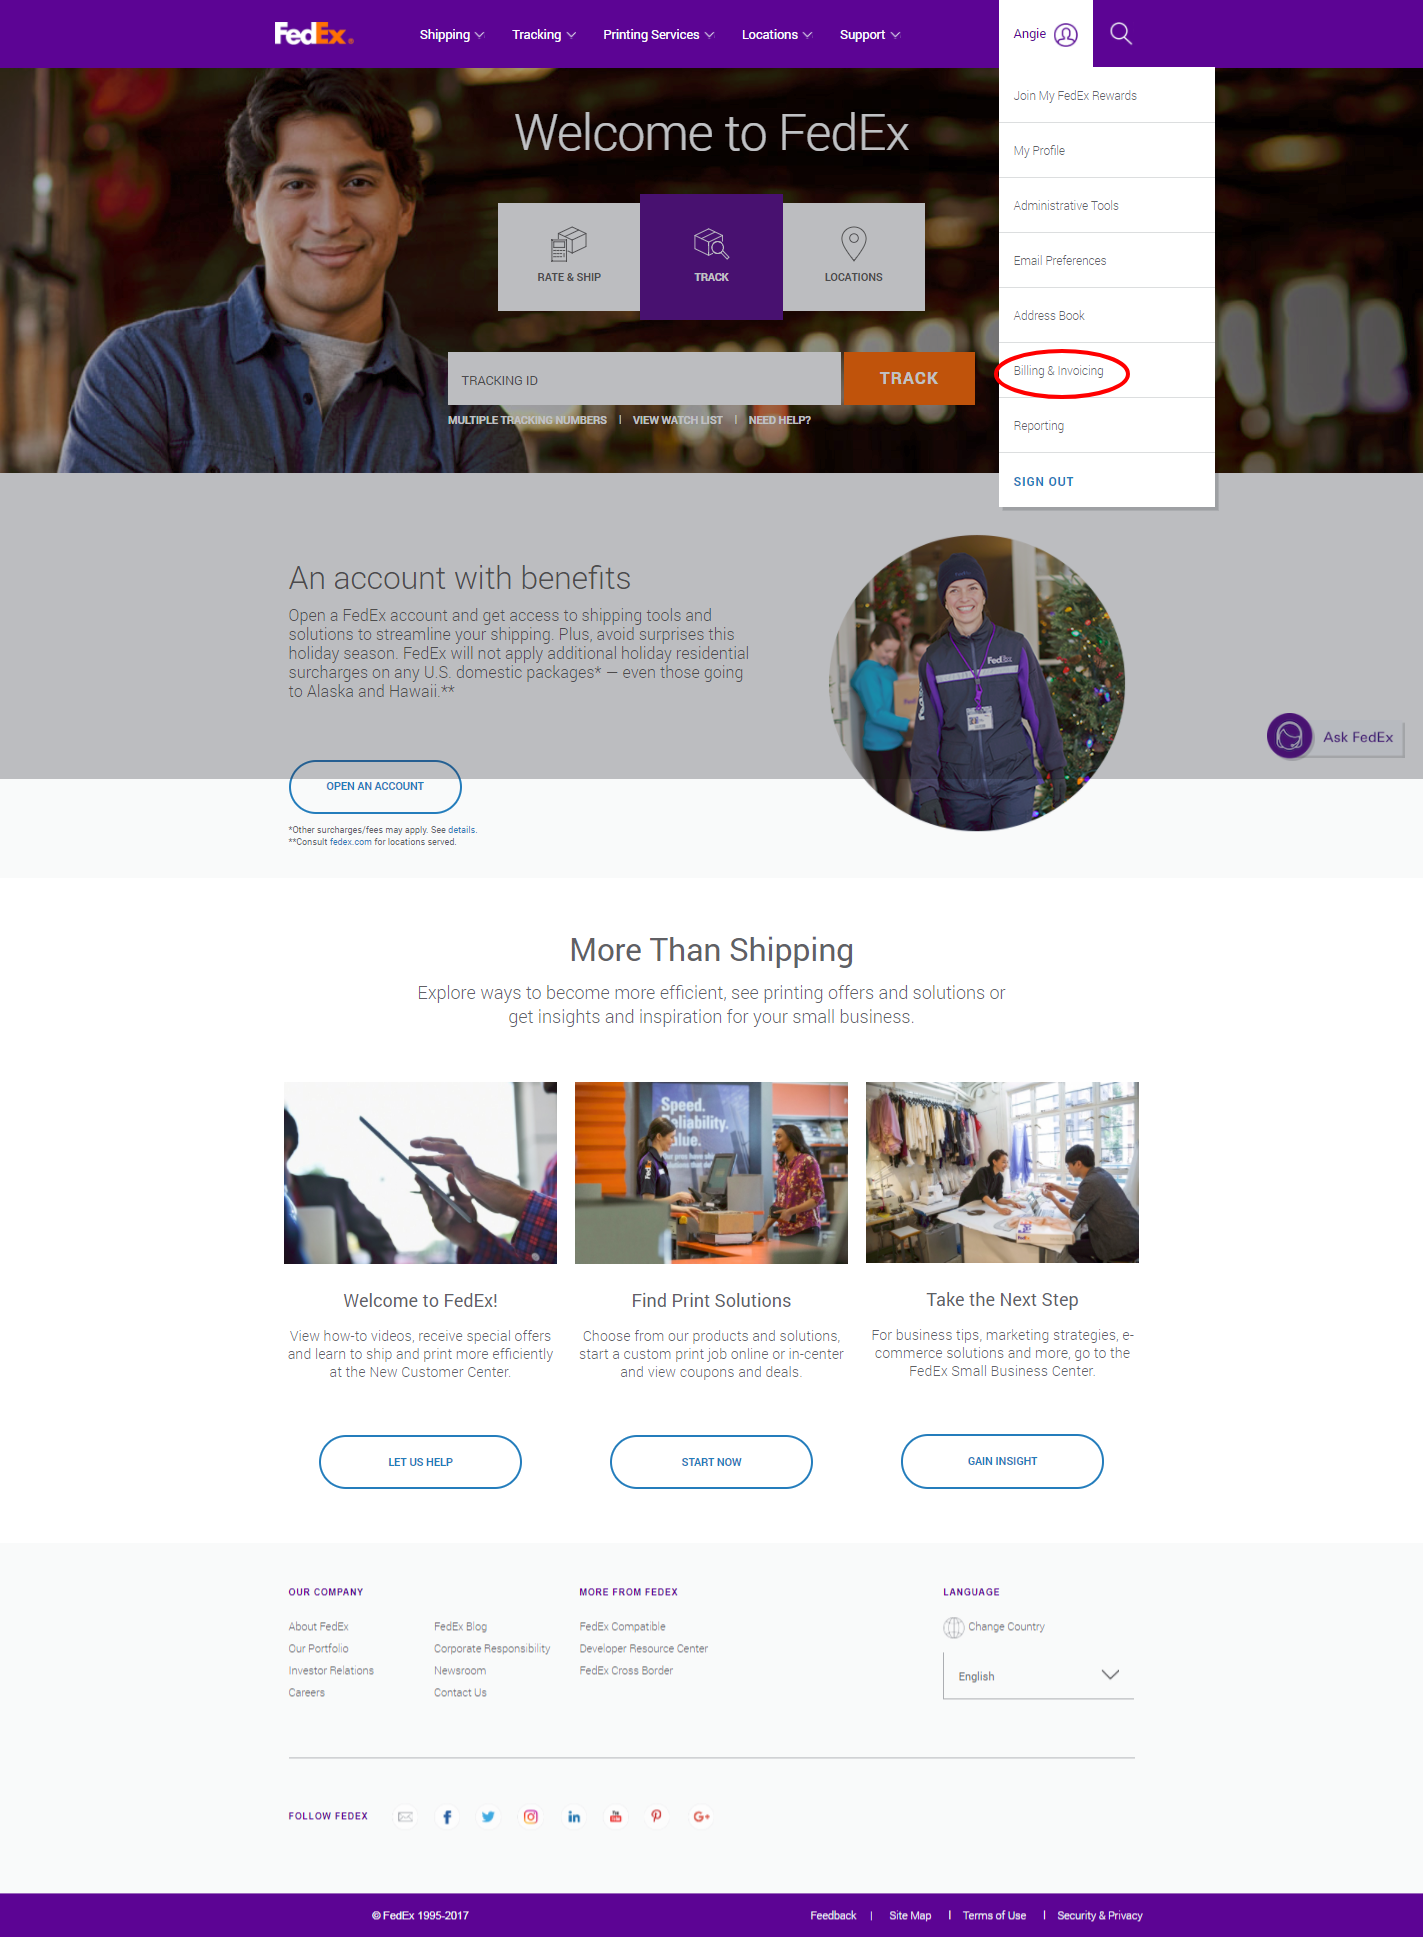 FedEx®
Shipping
Tracking
Printing Services
Locations
Support
Angie
Join My FedEx Rewards
My Profile
Administrative Tools
Email Preferences
Address Book
Billing & Invoicing
Reporting
SIGN OUT
Welcome to FedEx
RATE & SHIP
TRACK
LOCATIONS
TRACKING ID
TRACK
MULTIPLE TRACKING NUMBERS | VIEW WATCH LIST | NEED HELP?
An account with benefits
Open a FedEx account and get access to shipping tools and
solutions to streamline your shipping. Plus, avoid surprises this
holiday season. FedEx will not apply additional holiday residential
surcharges on any U.S. domestic packages* — even those going
to Alaska and Hawaii.**
FedEx
Ask FedEx
OPEN AN ACCOUNT
*Other surcharges/fees may apply. See details.
**Consult fedex.com for locations served.
More Than Shipping
Explore ways to become more efficient, see printing offers and solutions or
get insights and inspiration for your small business.
Speed.
Welcome to FedEx!
View how-to videos, receive special offers
and learn to ship and print more efficiently
at the New Customer Center.
LET US HELP
Find Print Solutions
Choose from our products and solutions,
start a custom print job online or in-center
and view coupons and deals.
START NOW
Take the Next Step
For business tips, marketing strategies, e-
commerce solutions and more, go to the
FedEx Small Business Center.
GAIN INSIGHT
OUR COMPANY
About FedEx
Our Portfolio
Investor Relations
Careers
FedEx Blog
Corporate Responsibility
Newsroom
Contact Us
MORE FROM FEDEX
FedEx Compatible
Developer Resource Center
FedEx Cross Border
LANGUAGE
Change Country
English
FOLLOW FEDEX
© FedEx 1995-2017
Feedback | Site Map | Terms of Use | Security & Privacy